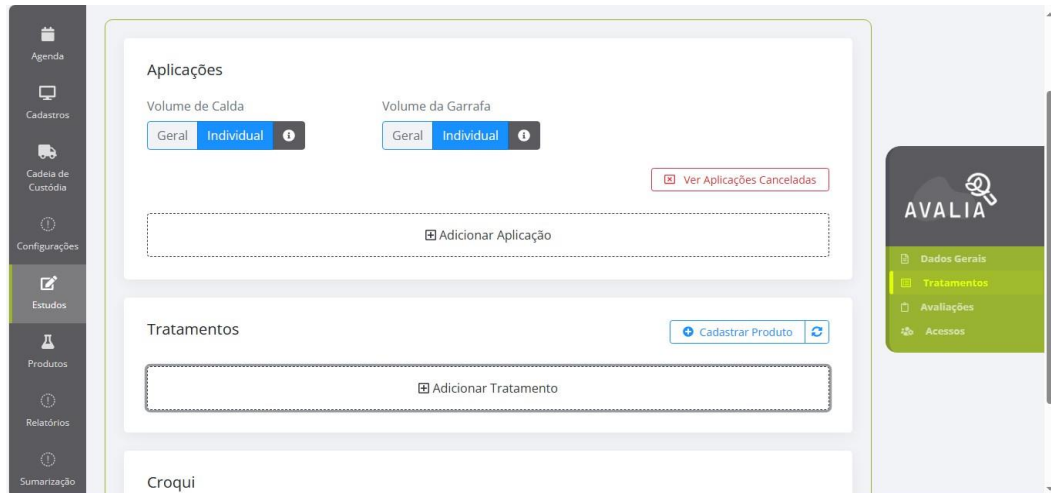 Agenda
Cadastros
Cadeia de
Custódia
Configurações
Estudos
Produtos
Relatórios
Sumarização
Aplicações
Volume de Calda
Geral Individual
Volume da Garrafa
Geral Individual
Ver Aplicações Canceladas
Adicionar Aplicação
Tratamentos
Cadastrar Produto
Adicionar Tratamento
Croqui
AVALIA
Dados Gerais
Tratamentos
Avaliações
Acessos